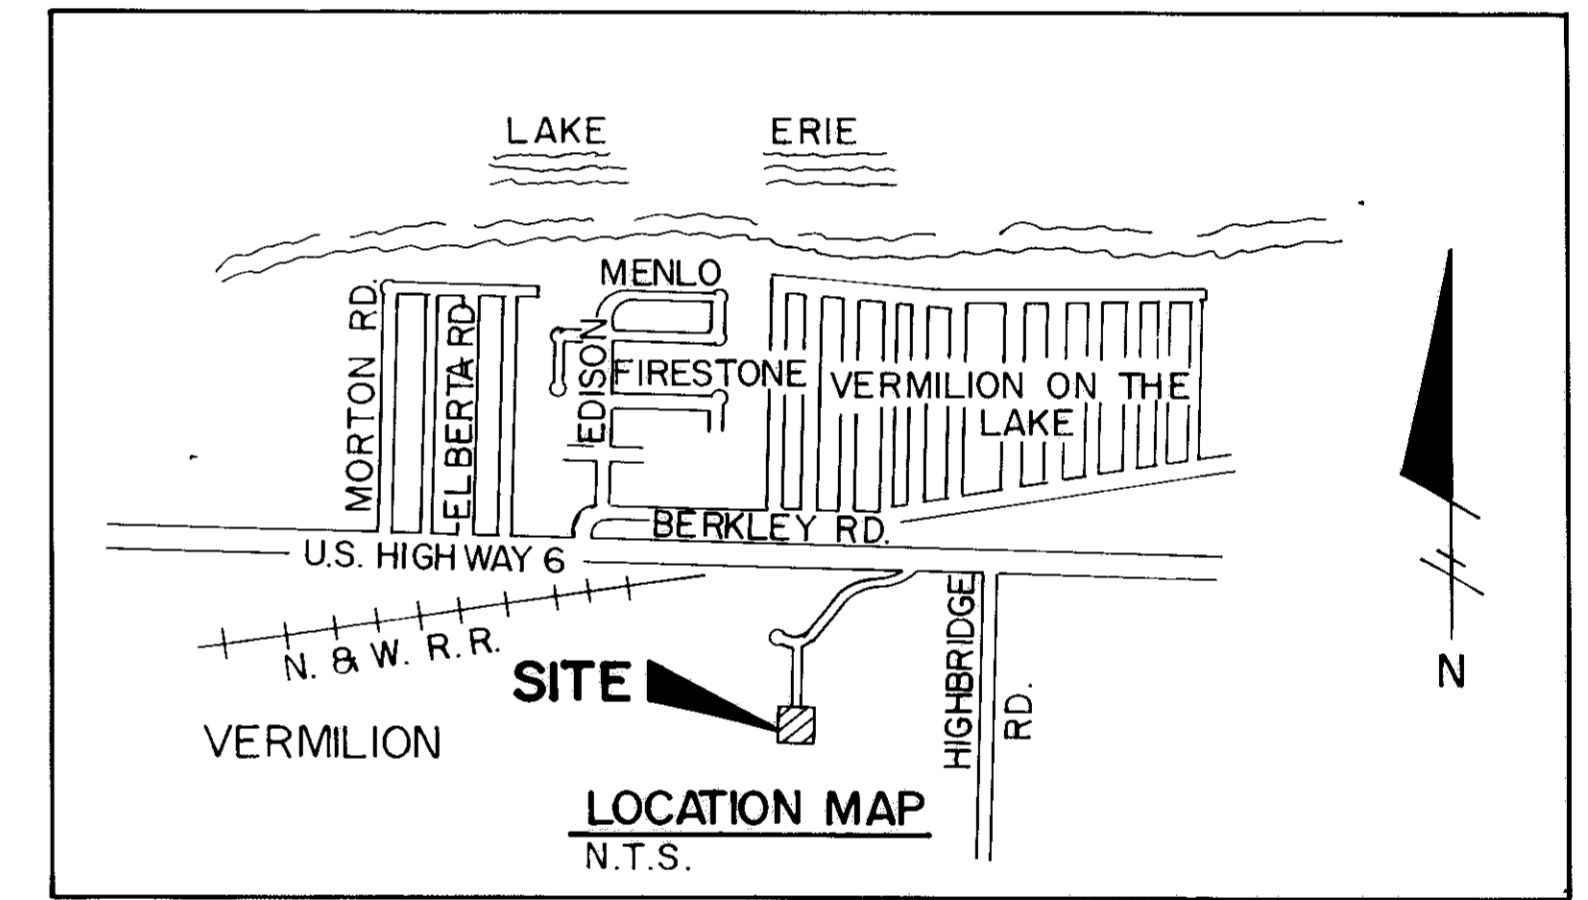 LAKE ERIE
MENLO
MORTON RD.
ELBERTA RD
EDISON
FIRESTONE
VERMILION ON THE
LAKE
BERKLEY RD.
U.S. HIGHWAY 6
N. & W. R. R.
SITE
HIGHBRIDGE
RD.
N
VERMILION
LOCATION MAP
N.T.S.